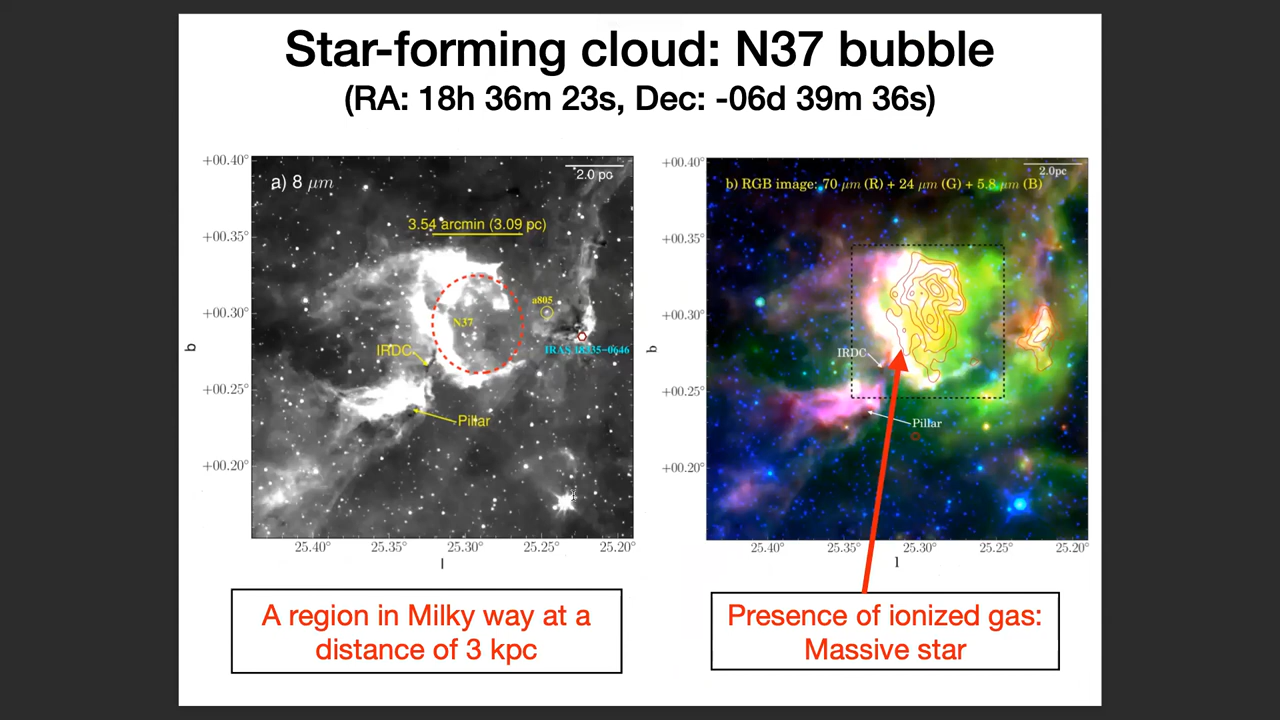 Star-forming cloud: N37 bubble
(RA: 18h 36m 23s, Dec: -06d 39m 36s)
+00.40°
+00.35°
+00.30°
+00.25°
+00.20°
b
a) 8 μm
2.0 pc
3.54 arcmin (3.09 pc)
a805
N37
IRAS 18335-0646
IRDC
Pillar
25.40°
25.35°
25.30°
25.25°
25.20°
l
+00.40°
+00.35°
+00.30°
+00.25°
+00.20°
b
2.0pc
b) RGB image: 70 μm (R) + 24 μm (G) + 5.8 μm (B)
IRDC
Pillar
25.40°
25.35°
25.30°
25.25°
25.20°
l
A region in Milky way at a
distance of 3 kpc
Presence of ionized gas:
Massive star